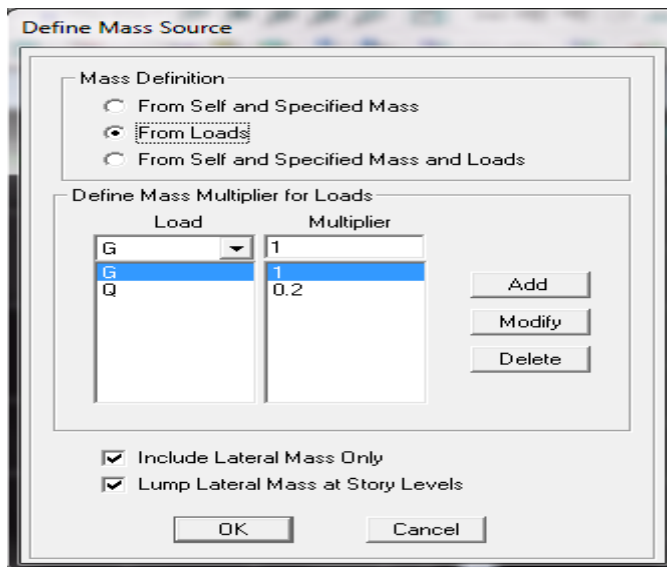 Define Mass Source
Mass Definition
From Self and Specified Mass
From Loads
From Self and Specified Mass and Loads
Define Mass Multiplier for Loads
Load Multiplier
G 1
G 1
Q 0.2
Add
Modify
Delete
Include Lateral Mass Only
Lump Lateral Mass at Story Levels
OK Cancel